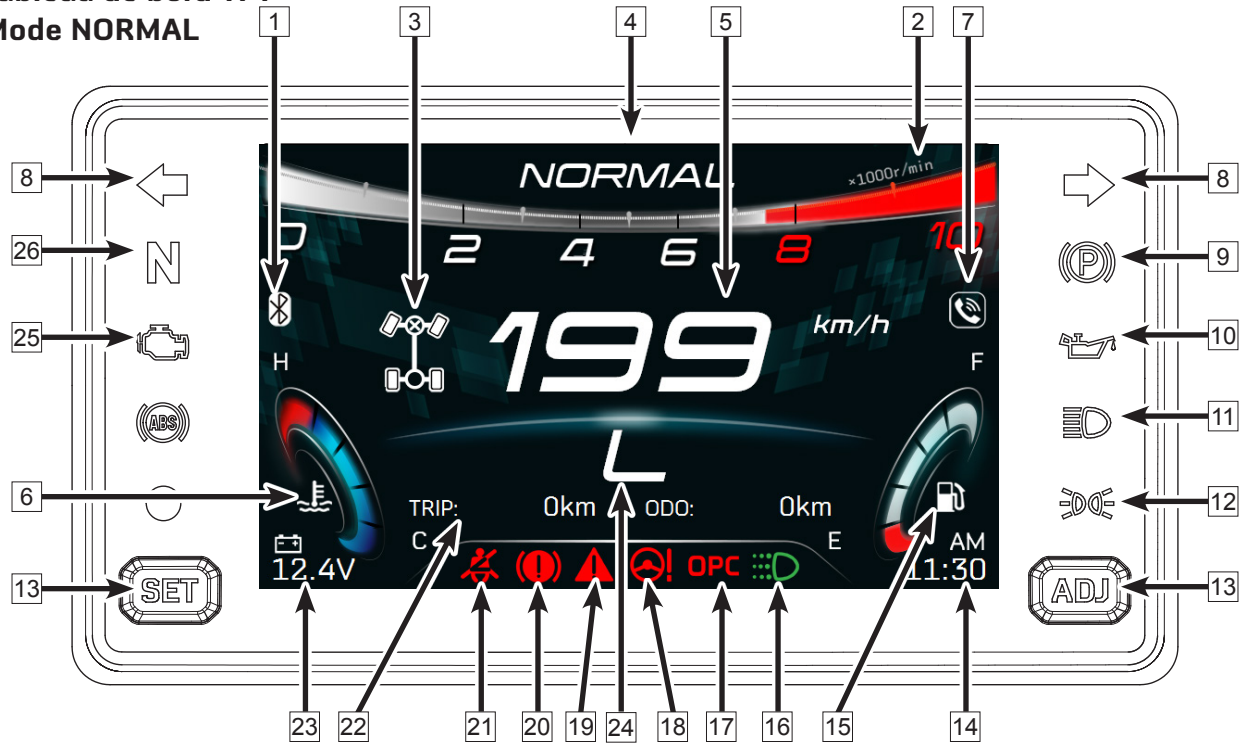 Mode NORMAL
1 3 4 5 2 7
NORMAL
×1000r/min
0 2 4 6 8 10
8 8
26 N P 9
199 km/h
25 10
H F
ABS 11
L
6 12
TRIP: 0km ODO: 0km
C E
12.4V OPC AM
11:30
13 SET ADJ 13
23 22 21 20 19 24 18 17 16 15 14